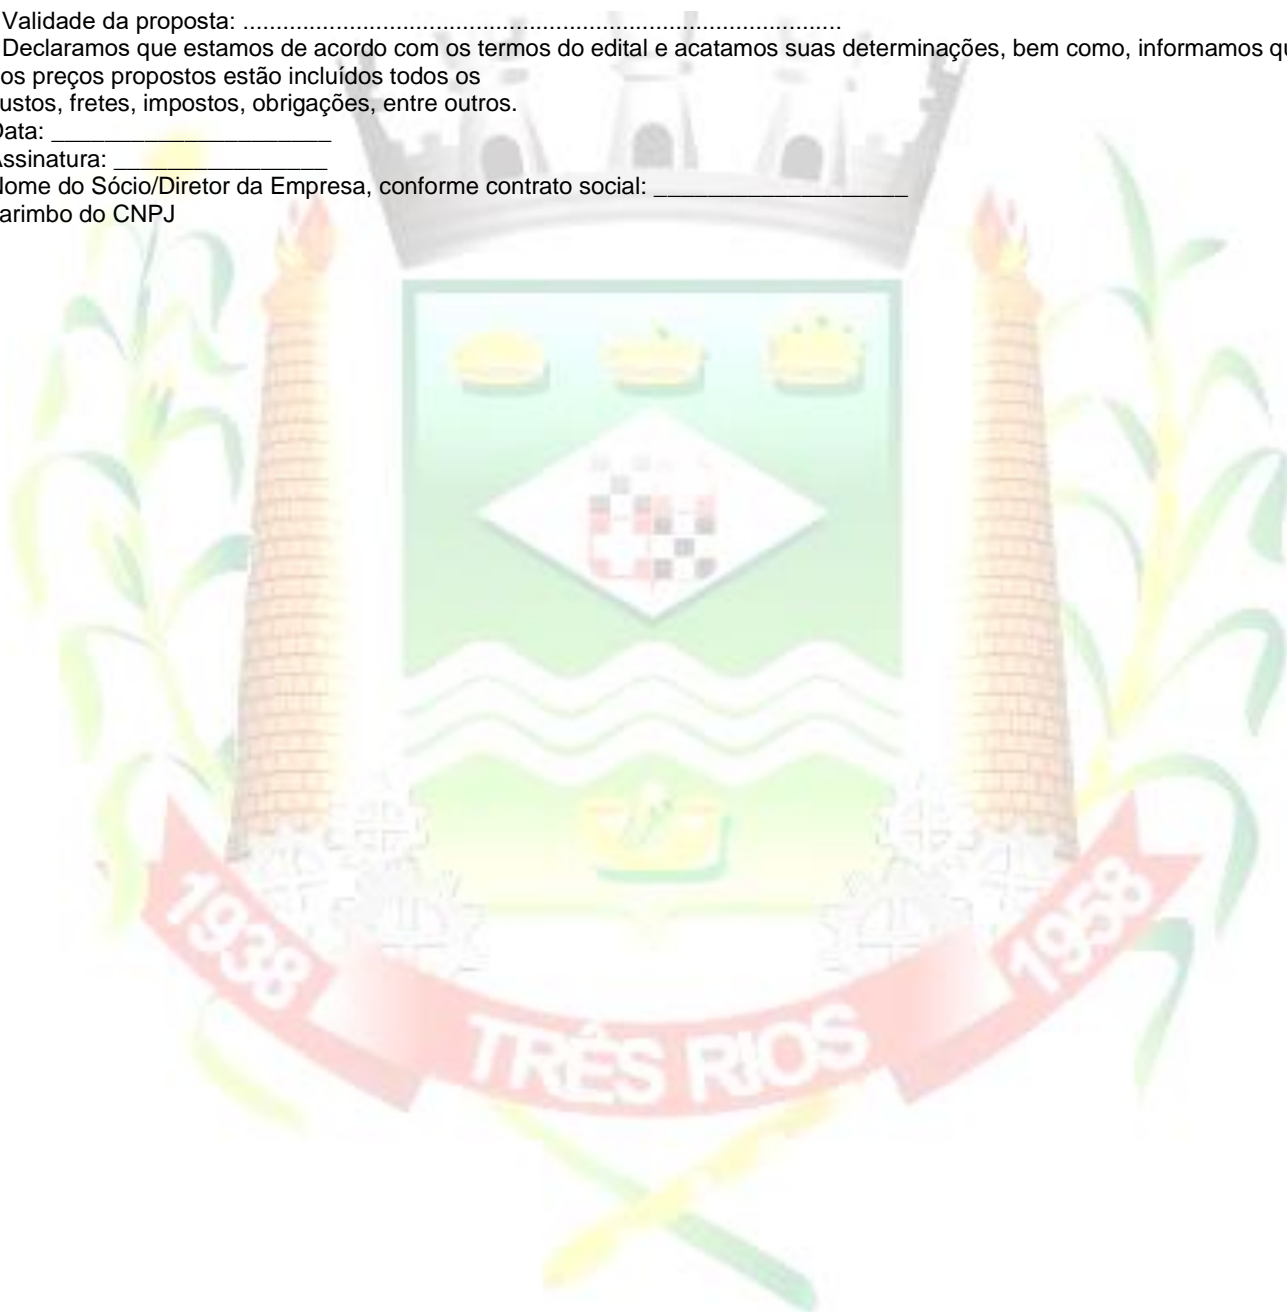 Validade da proposta: ..........................................................................................
Declaramos que estamos de acordo com os termos do edital e acatamos suas determinações, bem como, informamos qu
os preços propostos estão incluídos todos os
ustos, fretes, impostos, obrigações, entre outros.
Data: _____________________
Assinatura: ________________
Nome do Sócio/Diretor da Empresa, conforme contrato social: ___________________
arimbo do CNPJ
1938
TRÊS RIOS
1958